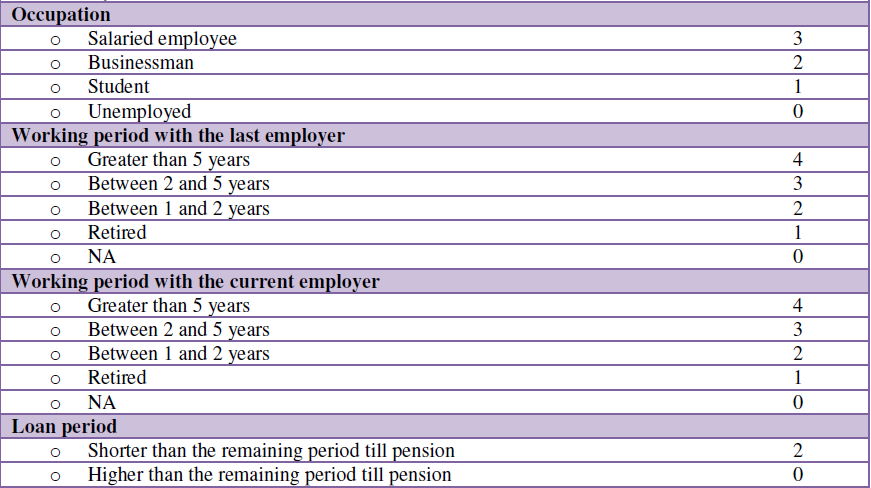 Occupation
o Salaried employee 3
o Businessman 2
o Student 1
o Unemployed 0
Working period with the last employer
o Greater than 5 years 4
o Between 2 and 5 years 3
o Between 1 and 2 years 2
o Retired 1
o NA 0
Working period with the current employer
o Greater than 5 years 4
o Between 2 and 5 years 3
o Between 1 and 2 years 2
o Retired 1
o NA 0
Loan period
o Shorter than the remaining period till pension 2
o Higher than the remaining period till pension 0